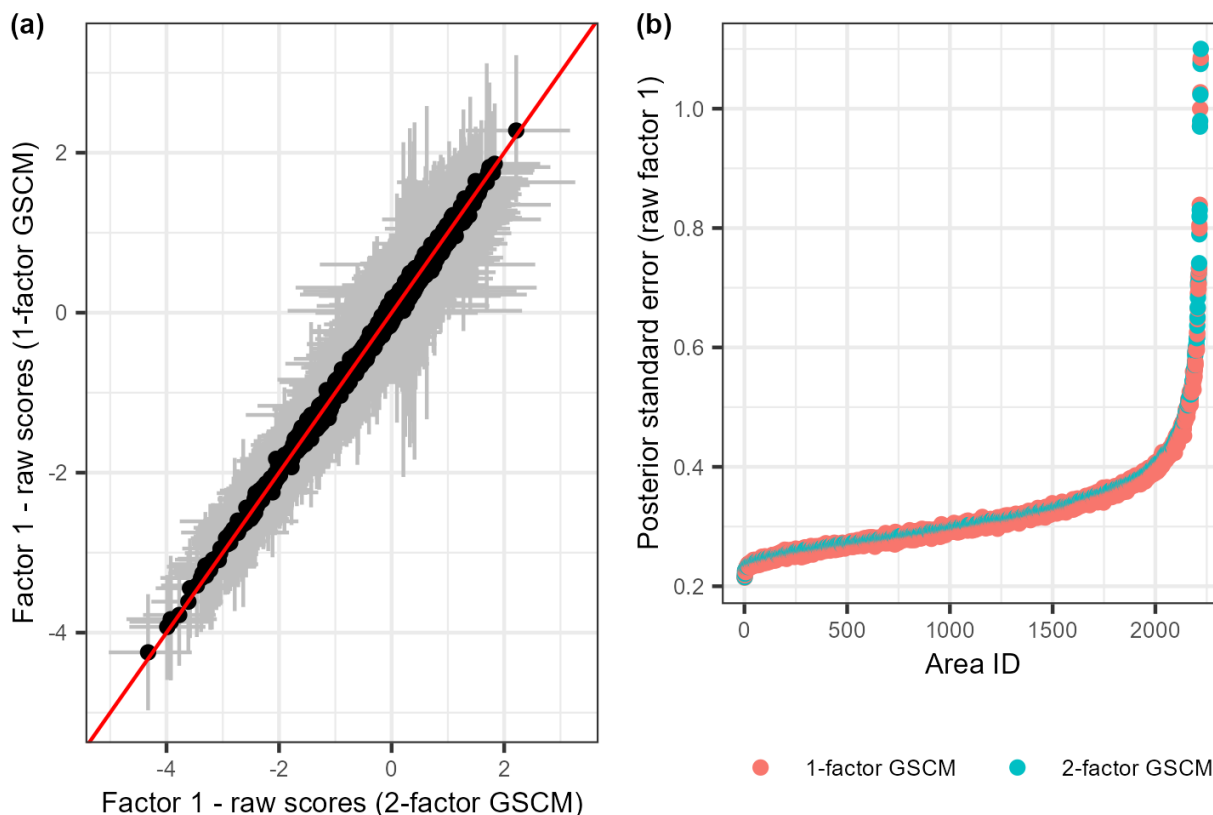 (a)
Factor 1 - raw scores (1-factor GSCM)
2
0
-2
-4
-4
-2
0
2
Factor 1 - raw scores (2-factor GSCM)
(b)
Posterior standard error (raw factor 1)
1.0
0.8
0.6
0.4
0.2
0
500
1000
1500
2000
Area ID
1-factor GSCM
2-factor GSCM